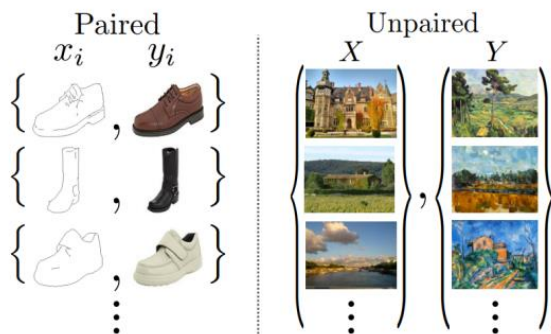 Paired
Unpaired
x_i y_i
X Y
{ , }
{ , }
{ , }
⋮
{ ⋮ } , { ⋮ }